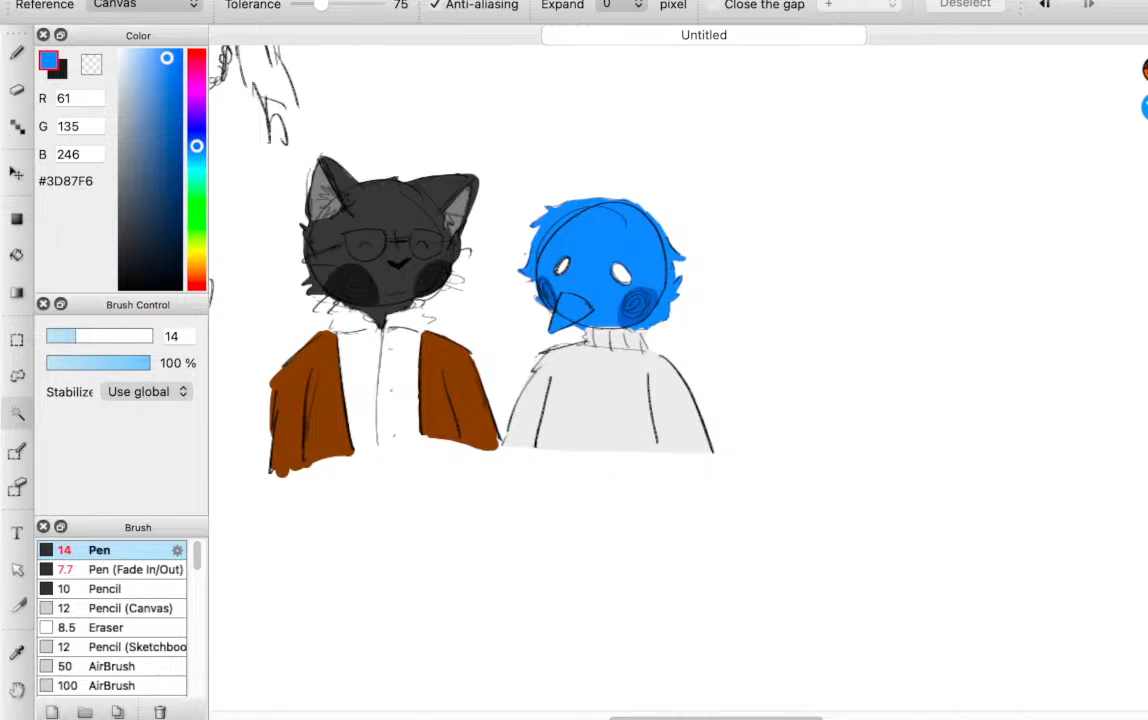 Reference Canvas Tolerance 75 Anti-aliasing Expand 0 pixel Close the gap + Deselect
Untitled
Color
R 61
G 135
B 246
#3D87F6
Brush Control
14
100 %
Stabilize Use global
Brush
14 Pen
7.7 Pen (Fade In/Out)
10 Pencil
12 Pencil (Canvas)
8.5 Eraser
12 Pencil (Sketchboo
50 AirBrush
100 AirBrush
T